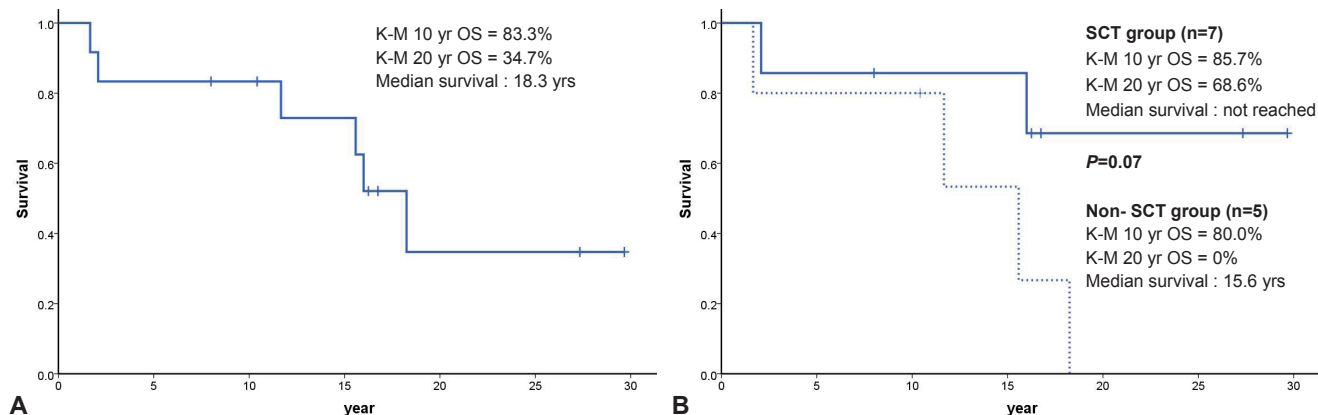 K-M 10 yr OS = 83.3%
K-M 20 yr OS = 34.7%
Median survival : 18.3 yrs
Survival
1.0
0.8
0.6
0.4
0.2
0.0
0
5
10
15
20
25
30
year
A
SCT group (n=7)
K-M 10 yr OS = 85.7%
K-M 20 yr OS = 68.6%
Median survival : not reached
P=0.07
Non- SCT group (n=5)
K-M 10 yr OS = 80.0%
K-M 20 yr OS = 0%
Median survival : 15.6 yrs
Survival
1.0
0.8
0.6
0.4
0.2
0.0
0
5
10
15
20
25
30
year
B